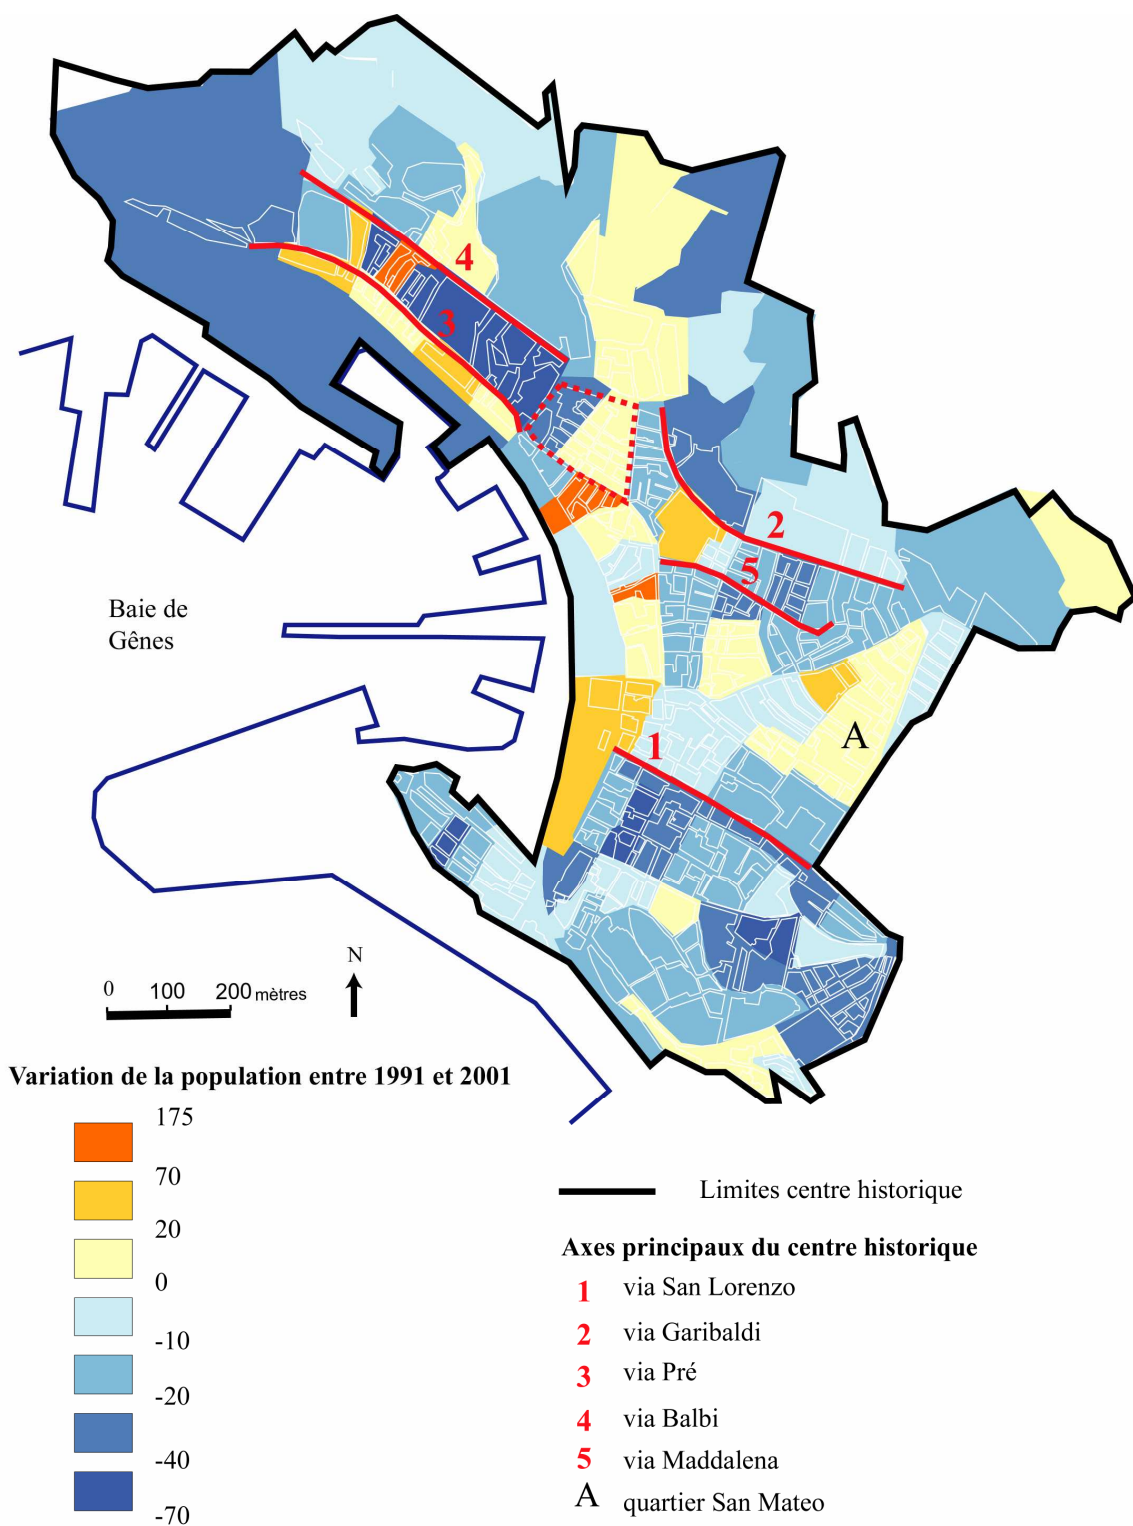 4
3
2
5
Baie de
Gênes
A
1
N
0 100 200 mètres
Variation de la population entre 1991 et 2001
175
70
20
0
-10
-20
-40
-70
Limites centre historique
Axes principaux du centre historique
1 via San Lorenzo
2 via Garibaldi
3 via Pré
4 via Balbi
5 via Maddalena
A quartier San Mateo